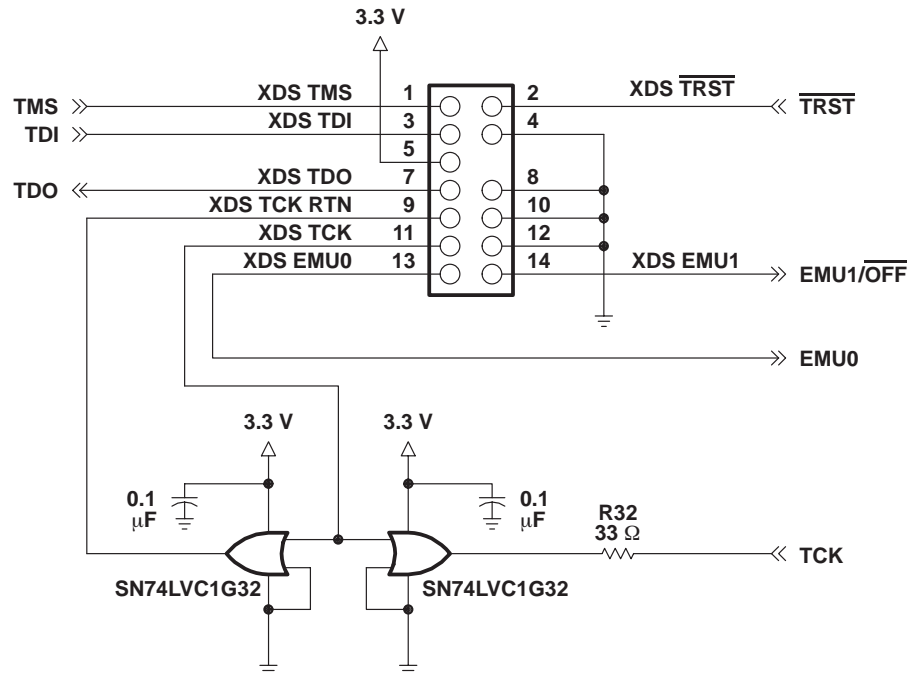 3.3 V
XDS TMS 1 2 XDS TRST
TMS TRST
XDS TDI 3 4
TDI
5
XDS TDO 7 8
TDO
XDS TCK RTN 9 10
XDS TCK 11 12
XDS EMU0 13 14 XDS EMU1
EMU1/OFF
EMU0
3.3 V 3.3 V
0.1 μF 0.1 μF
R32
33 Ω
TCK
SN74LVC1G32 SN74LVC1G32